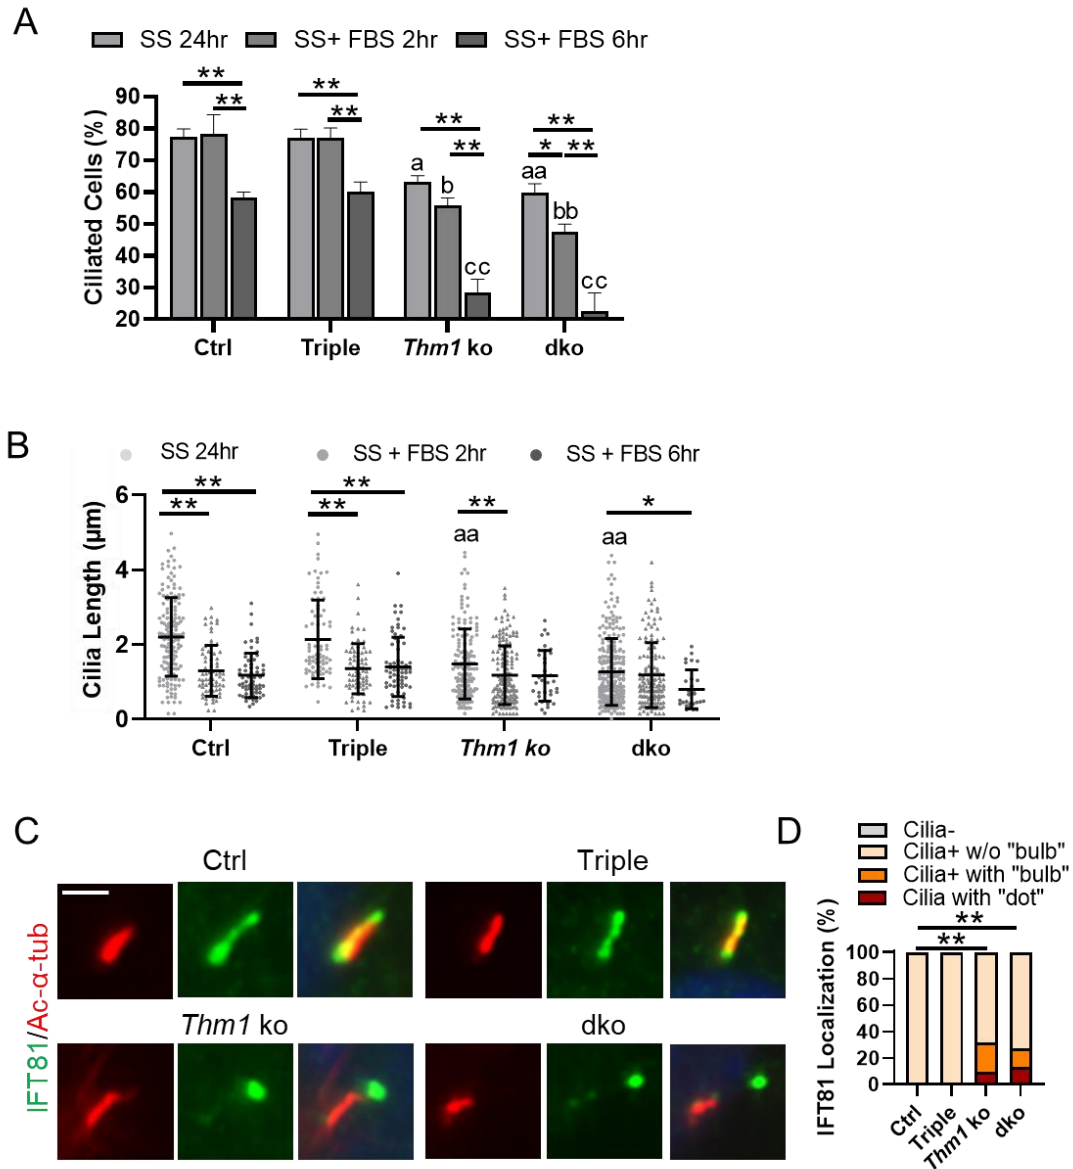 A
SS 24hr SS+ FBS 2hr SS+ FBS 6hr
Ciliated Cells (%)
90
80
70
60
50
40
30
20
** ** ** ** ** ** ** * **
a b cc aa bb cc
Ctrl Triple Thm1 ko dko
B
SS 24hr SS + FBS 2hr SS + FBS 6hr
Cilia Length (µm)
6
4
2
0
** ** ** ** ** *
aa aa
Ctrl Triple Thm1 ko dko
C
Ctrl Triple
Thm1 ko dko
IFT81/Ac-α-tub
D
Cilia-
Cilia+ w/o "bulb"
Cilia+ with "bulb"
Cilia with "dot"
IFT81 Localization (%)
**
**
100
80
60
40
20
0
Ctrl Triple Thm1 ko dko